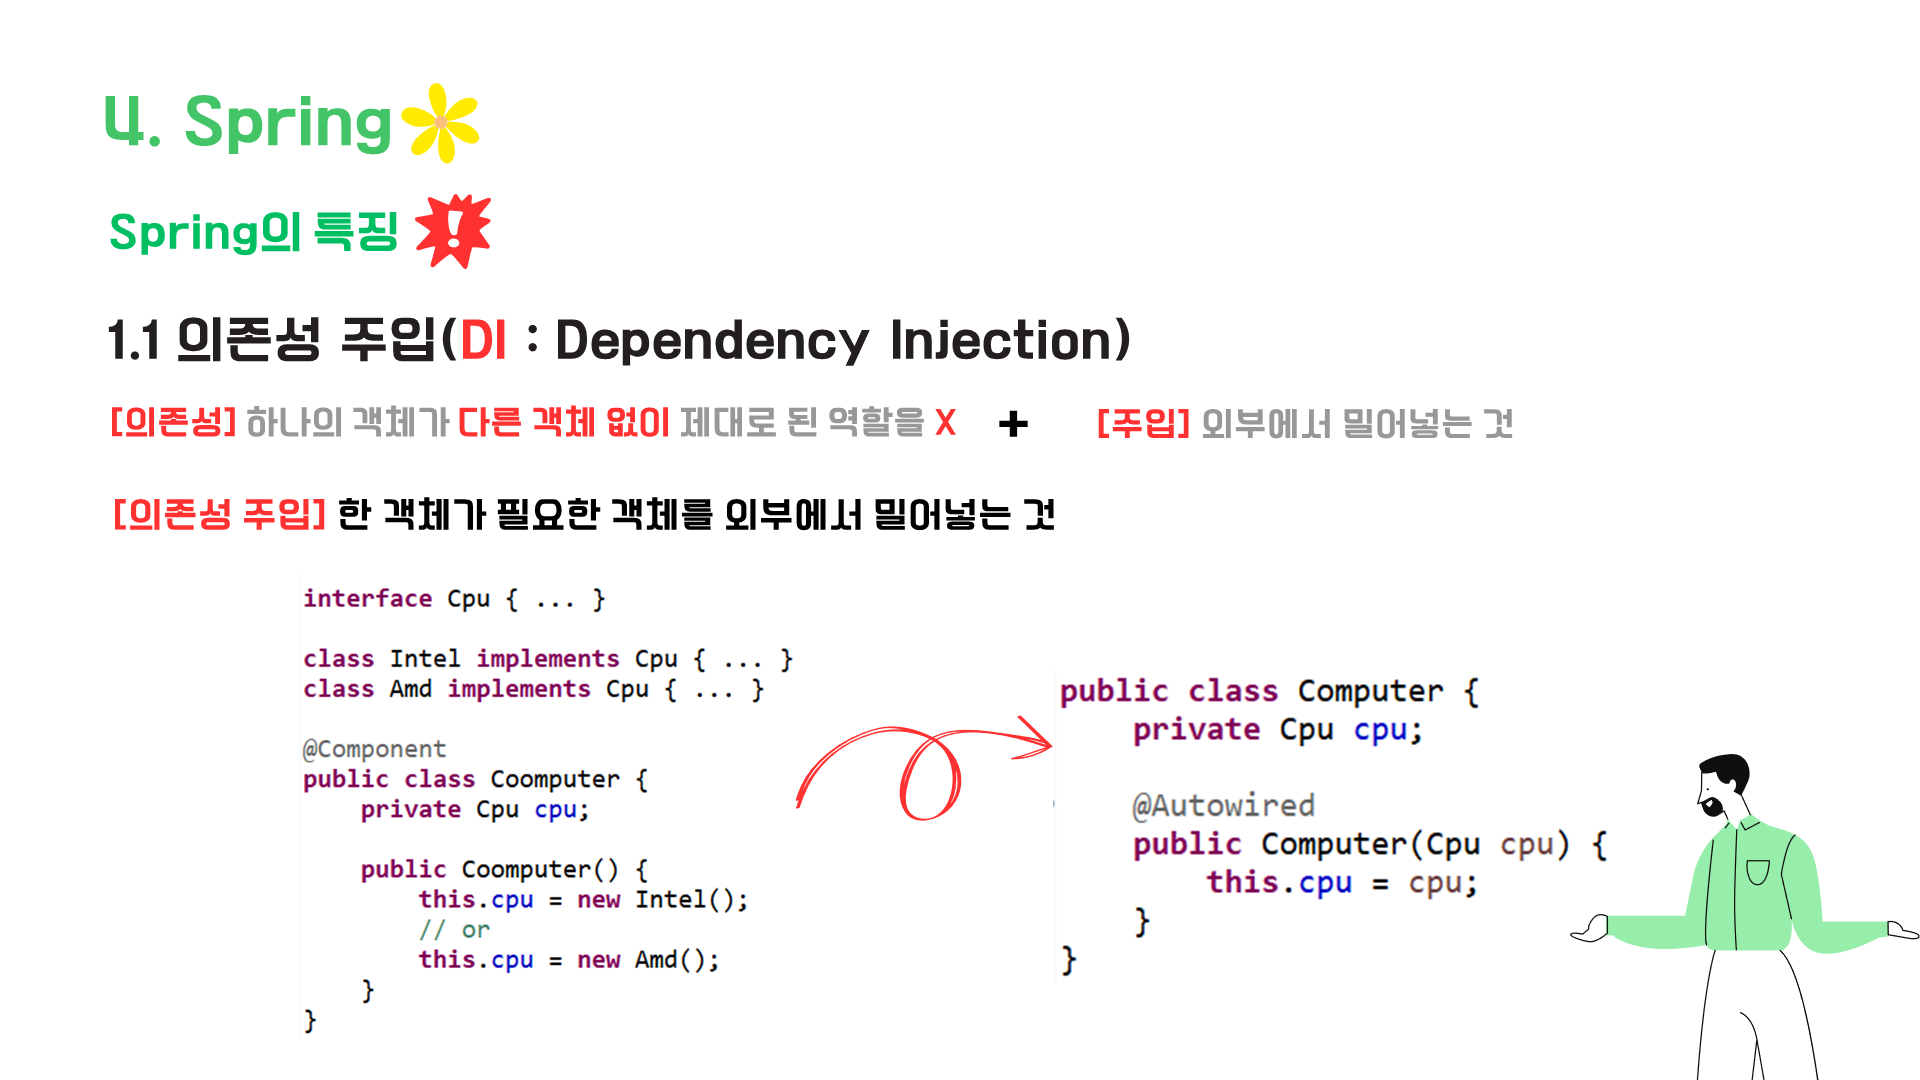 4. Spring
Spring의 특징
1.1 의존성 주입(DI : Dependency Injection)
[의존성] 하나의 객체가 다른 객체 없이 제대로 된 역할을 X + [주입] 외부에서 밀어넣는 것
[의존성 주입] 한 객체가 필요한 객체를 외부에서 밀어넣는 것
interface Cpu { ... }
class Intel implements Cpu { ... }
class Amd implements Cpu { ... }
@Component
public class Coomputer {
private Cpu cpu;
public Coomputer() {
this.cpu = new Intel();
// or
this.cpu = new Amd();
}
}
public class Computer {
private Cpu cpu;
@Autowired
public Computer(Cpu cpu) {
this.cpu = cpu;
}
}